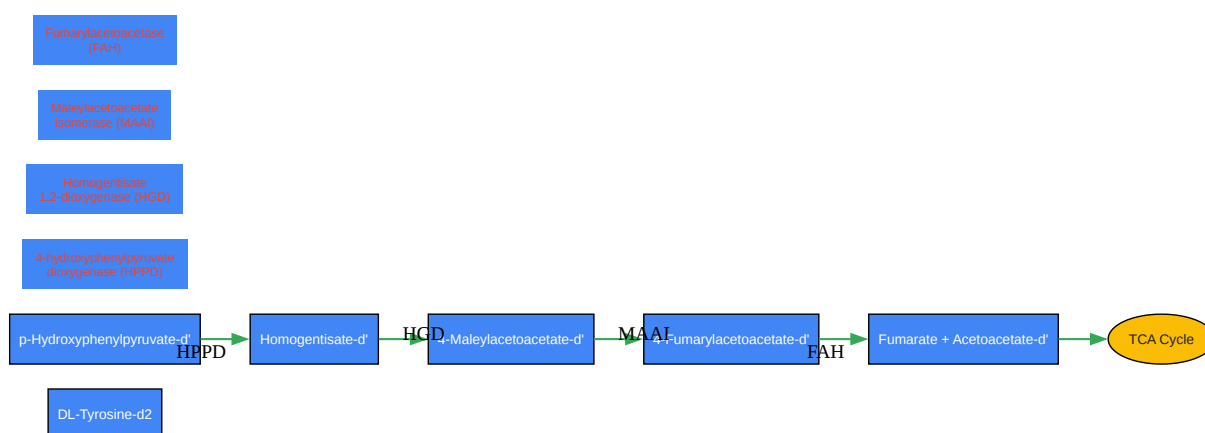 Fumarylacetoacetase
(FAH)
Maleylacetoacetate
isomerase (MAAI)
Homogentisate
1,2-dioxygenase (HGD)
4-hydroxyphenylpyruvate
dioxygenase (HPPD)
p-Hydroxyphenylpyruvate-d'
HPPD
Homogentisate-d'
HGD
4-Maleylacetoacetate-d'
MAAI
4-Fumarylacetoacetate-d'
FAH
Fumarate + Acetoacetate-d'
TCA Cycle
DL-Tyrosine-d2